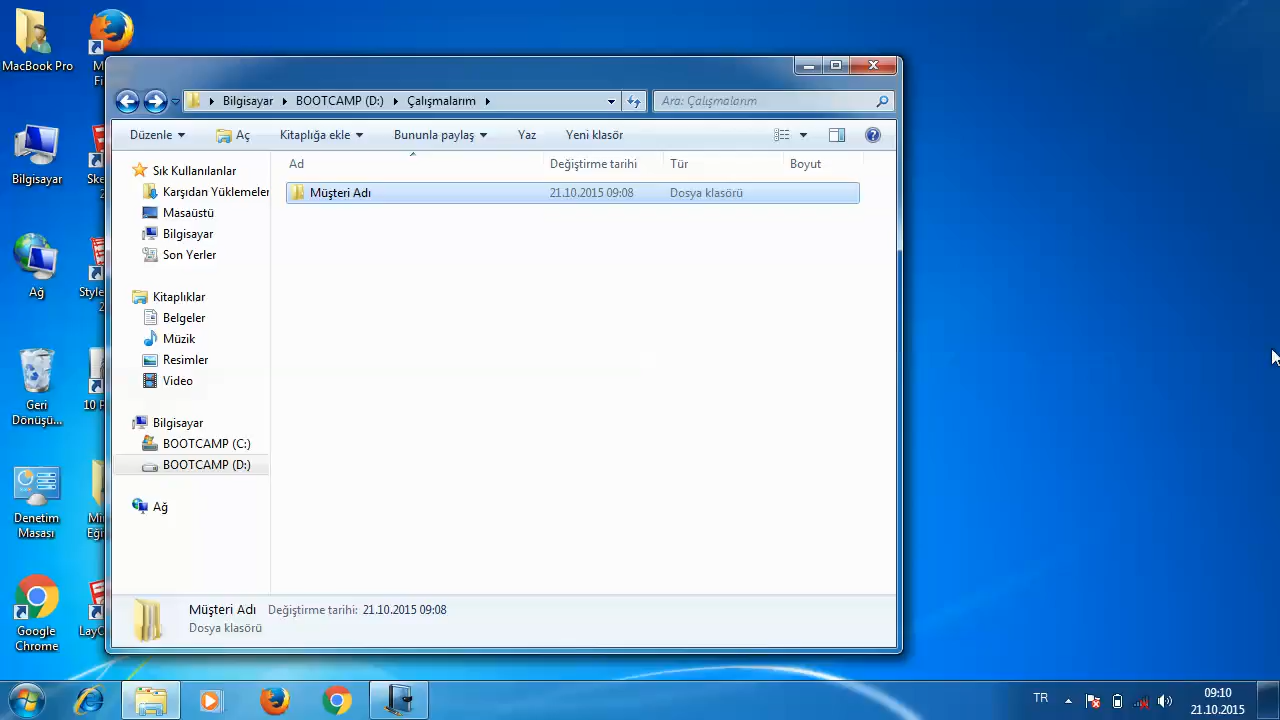 MacBook Pro
Bilgisayar
Ağ
Geri
Dönüşü...
Denetim
Masası
Google
Chrome
Bilgisayar BOOTCAMP (D:) Çalışmalarım
Ara: Çalışmalarım
Düzenle Aç Kitaplığa ekle Bununla paylaş Yaz Yeni klasör
Ad Değiştirme tarihi Tür Boyut
Müşteri Adı 21.10.2015 09:08 Dosya klasörü
Sık Kullanılanlar
Karşıdan Yüklemeler
Masaüstü
Bilgisayar
Son Yerler
Kitaplıklar
Belgeler
Müzik
Resimler
Video
Bilgisayar
BOOTCAMP (C:)
BOOTCAMP (D:)
Ağ
Müşteri Adı Değiştirme tarihi: 21.10.2015 09:08
Dosya klasörü
TR
09:10
21.10.2015